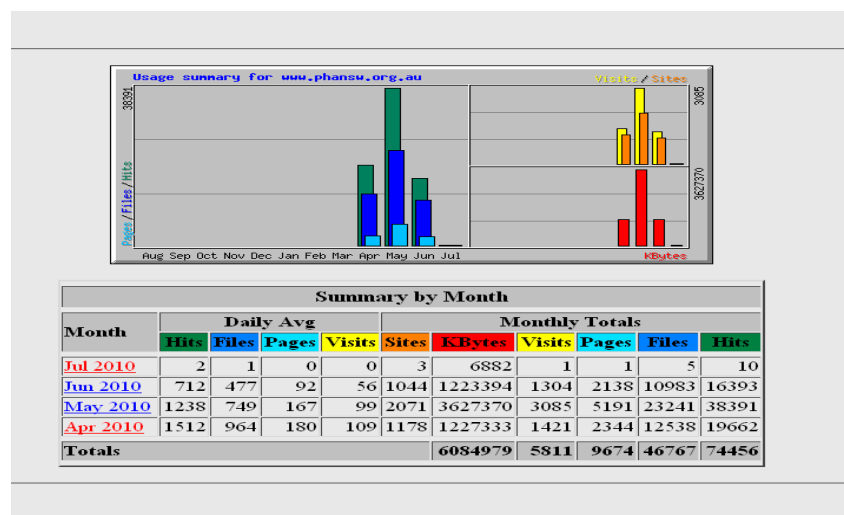 Usage summary for www.phansw.org.au
Visits / Sites
38391
3085
Pages / Files / Hits
3627370
Aug Sep Oct Nov Dec Jan Feb Mar Apr May Jun Jul
KBytes
Summary by Month
Month Daily Avg Monthly Totals
Hits Files Pages Visits Sites KBytes Visits Pages Files Hits
Jul 2010 2 1 0 0 3 6882 1 1 5 10
Jun 2010 712 477 92 56 1044 1223394 1304 2138 10983 16393
May 2010 1238 749 167 99 2071 3627370 3085 5191 23241 38391
Apr 2010 1512 964 180 109 1178 1227333 1421 2344 12538 19662
Totals 6084979 5811 9674 46767 74456